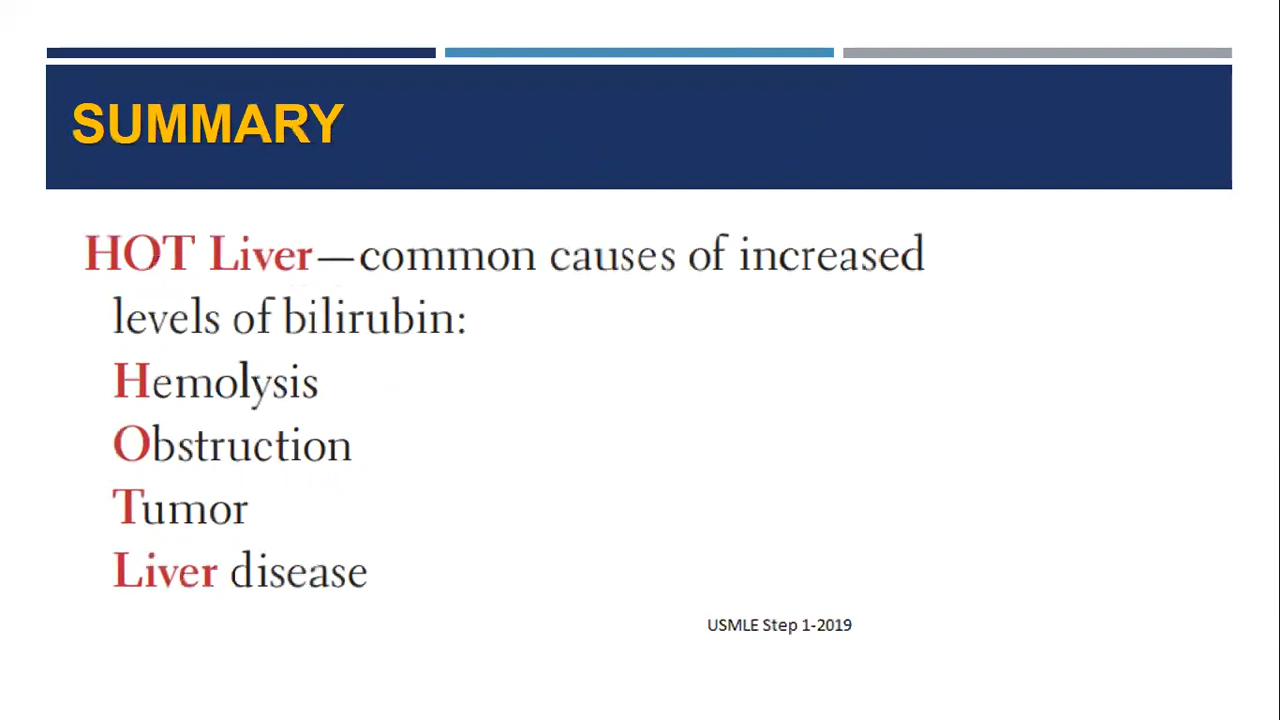 SUMMARY
HOT Liver—common causes of increased
levels of bilirubin:
Hemolysis
Obstruction
Tumor
Liver disease
USMLE Step 1-2019